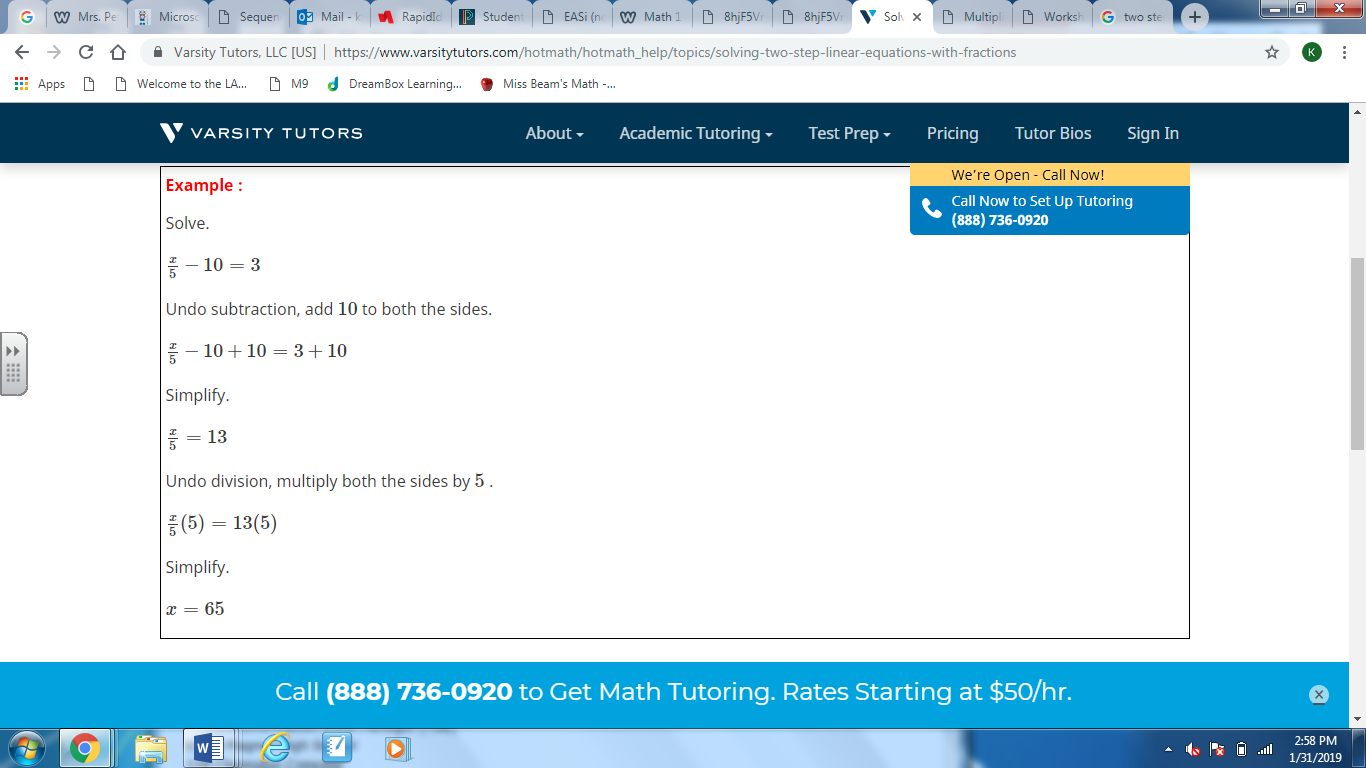 Mrs. Pe
Microso
Sequen
Mail - k
RapidId
Student
EASi (n
Math 1
8hjF5Vr
8hjF5Vr
Solv
Multipl
Worksh
two ste
Varsity Tutors, LLC [US] | https://www.varsitytutors.com/hotmath/hotmath_help/topics/solving-two-step-linear-equations-with-fractions
K
Apps
Welcome to the LA...
M9
DreamBox Learning...
Miss Beam's Math -...
VARSITY TUTORS
About
Academic Tutoring
Test Prep
Pricing
Tutor Bios
Sign In
We're Open - Call Now!
Call Now to Set Up Tutoring
(888) 736-0920
Example :
Solve.
x/5 − 10 = 3
Undo subtraction, add 10 to both the sides.
x/5 − 10 + 10 = 3 + 10
Simplify.
x/5 = 13
Undo division, multiply both the sides by 5 .
x/5 (5) = 13(5)
Simplify.
x = 65
Call (888) 736-0920 to Get Math Tutoring. Rates Starting at $50/hr.
2:58 PM
1/31/2019